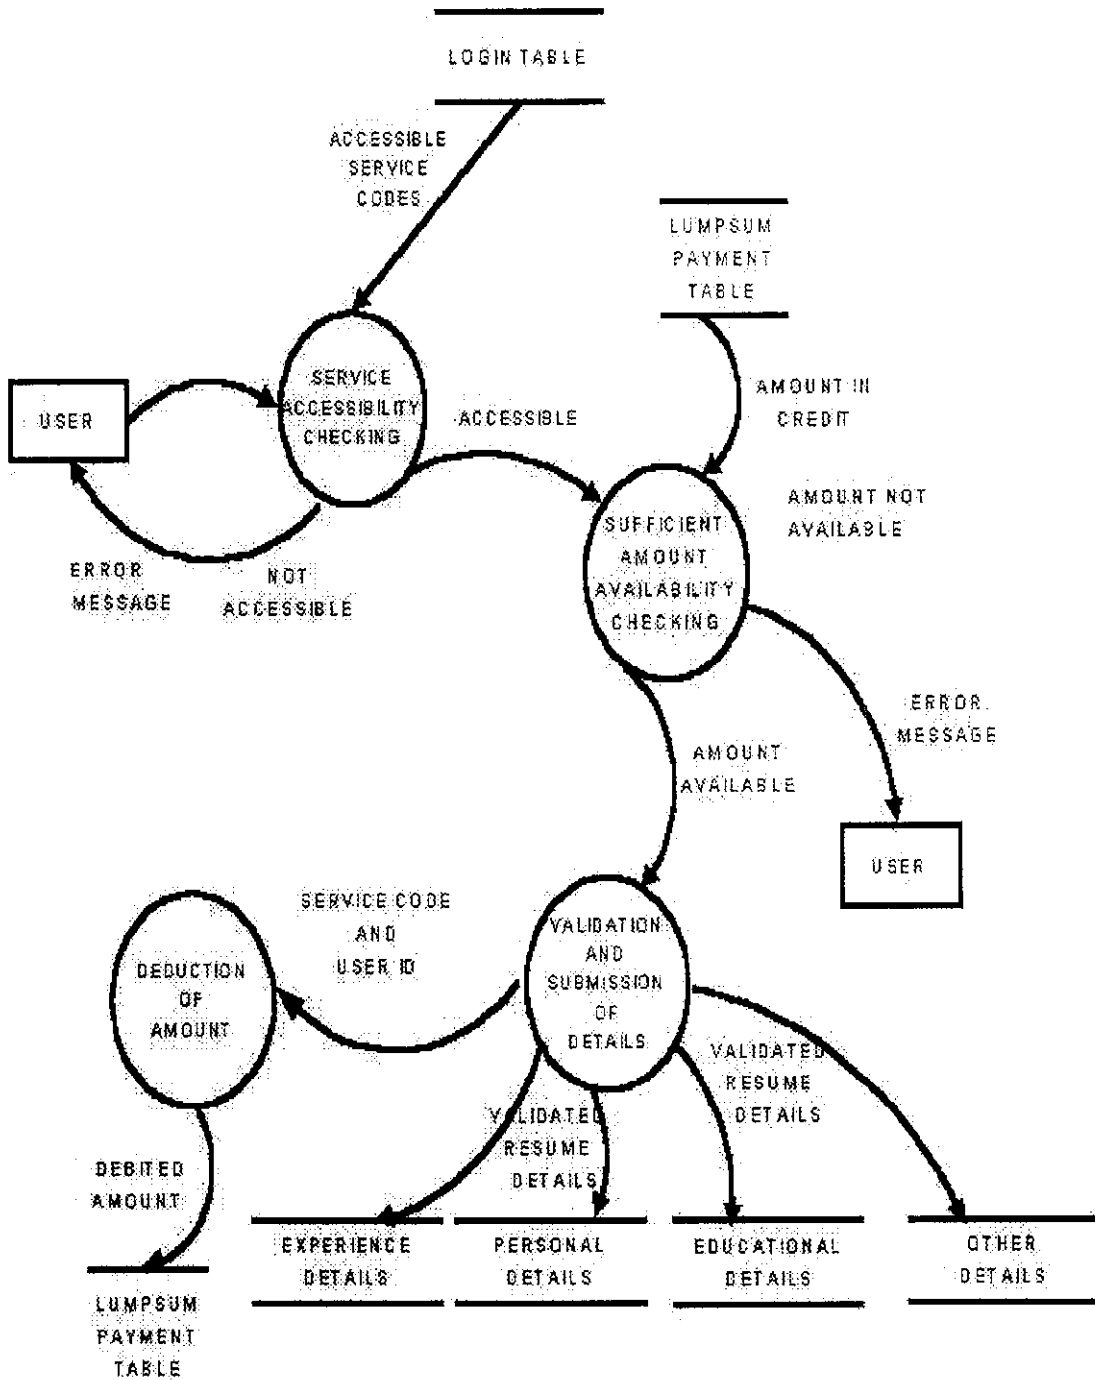 LOGIN TABLE
ACCESSIBLE
SERVICE
CODES
LUMPSUM
PAYMENT
TABLE
SERVICE
ACCESSIBILITY
CHECKING
USER
ACCESSIBLE
AMOUNT IN
CREDIT
AMOUNT NOT
AVAILABLE
SUFFICIENT
AMOUNT
AVAILABILITY
CHECKING
ERROR
MESSAGE
NOT
ACCESSIBLE
ERROR
MESSAGE
AMOUNT
AVAILABLE
USER
SERVICE CODE
AND
USER ID
VALIDATION
AND
SUBMISSION
OF
DETAILS
DEDUCTION
OF
AMOUNT
VALIDATED
RESUME
DETAILS
VALIDATED
RESUME
DETAILS
DEBITED
AMOUNT
EXPERIENCE
DETAILS
PERSONAL
DETAILS
EDUCATIONAL
DETAILS
OTHER
DETAILS
LUMPSUM
PAYMENT
TABLE